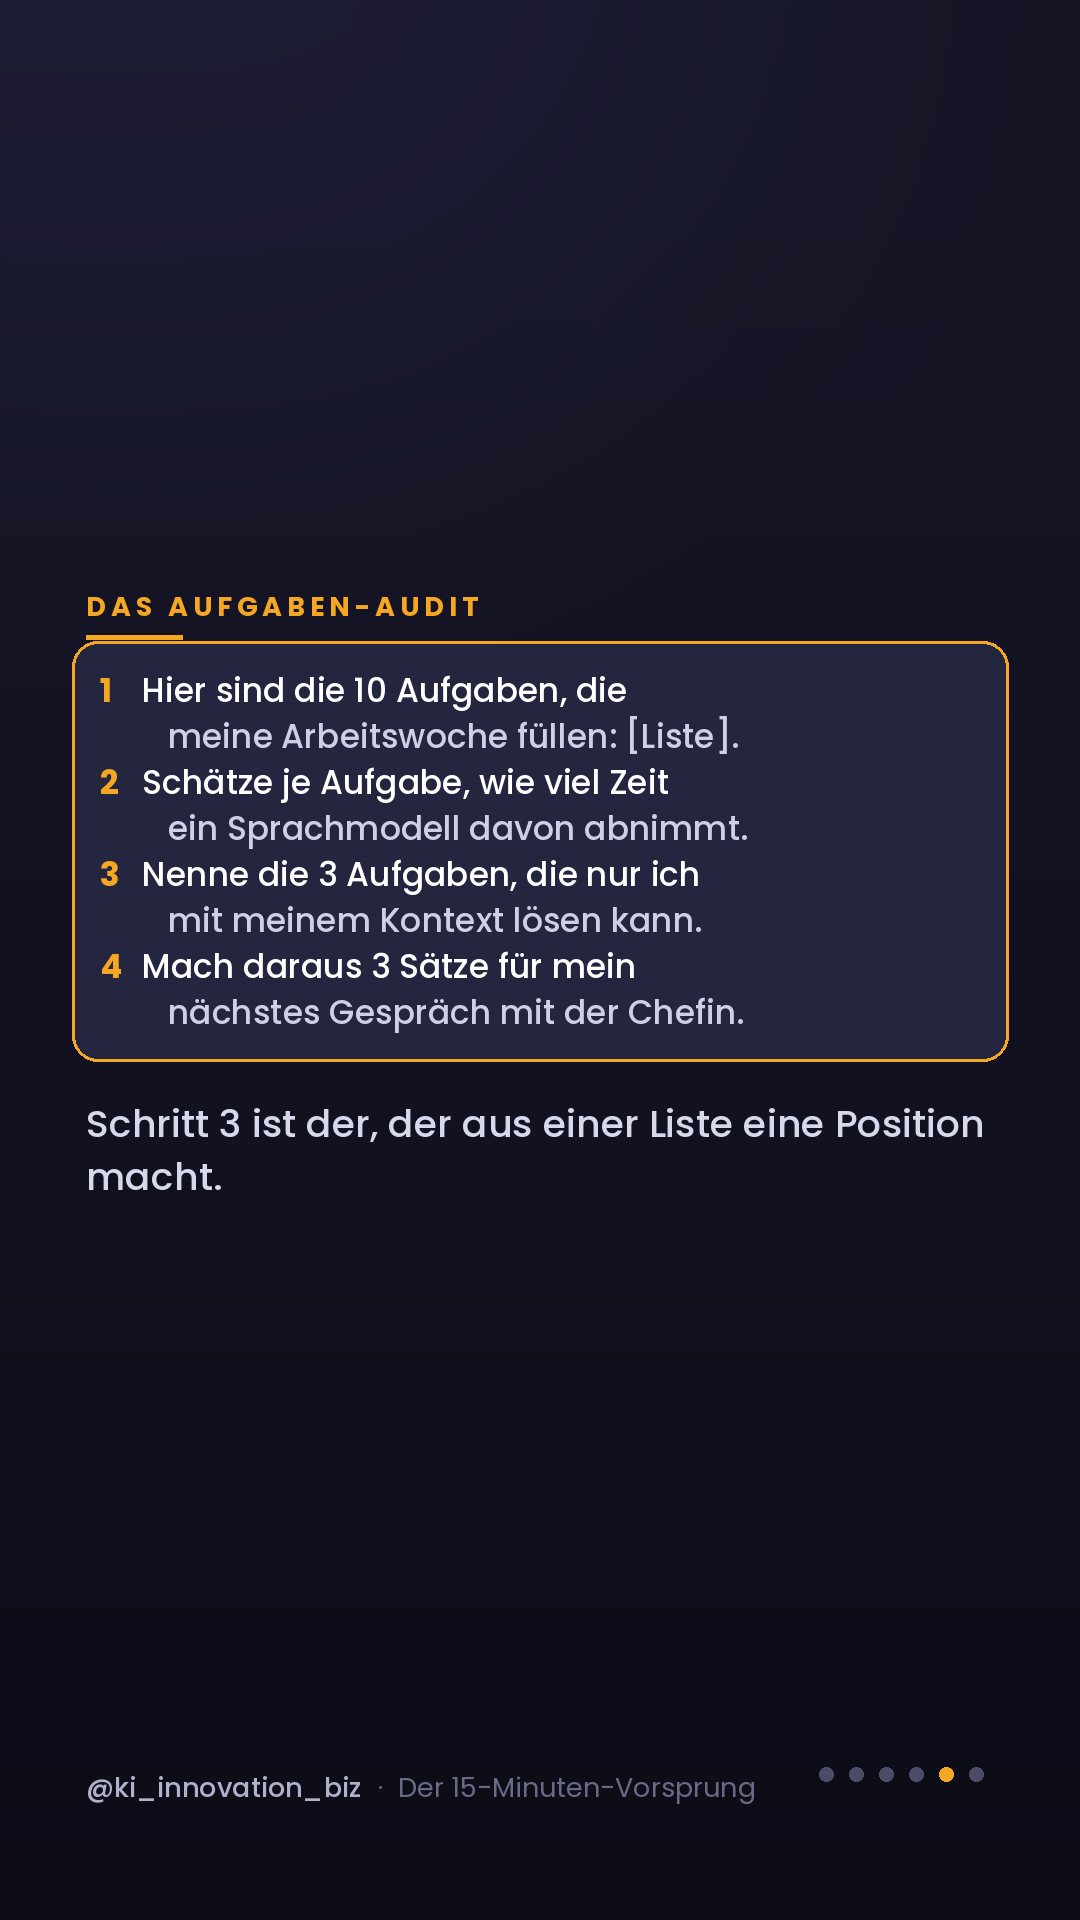 DAS AUFGABEN-AUDIT
1 Hier sind die 10 Aufgaben, die
meine Arbeitswoche füllen: [Liste].
2 Schätze je Aufgabe, wie viel Zeit
ein Sprachmodell davon abnimmt.
3 Nenne die 3 Aufgaben, die nur ich
mit meinem Kontext lösen kann.
4 Mach daraus 3 Sätze für mein
nächstes Gespräch mit der Chefin.
Schritt 3 ist der, der aus einer Liste eine Position
macht.
@ki_innovation_biz · Der 15-Minuten-Vorsprung